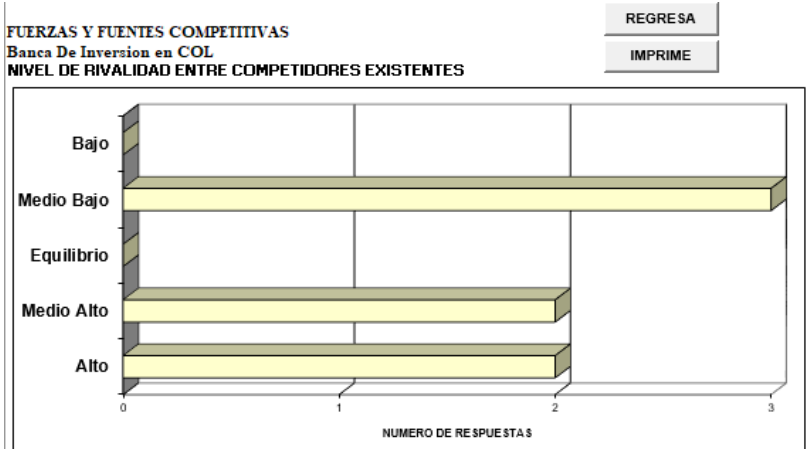 FUERZAS Y FUENTES COMPETITIVAS
Banca De Inversion en COL
NIVEL DE RIVALIDAD ENTRE COMPETIDORES EXISTENTES
REGRESA
IMPRIME
Bajo
Medio Bajo
Equilibrio
Medio Alto
Alto
0 1 2 3
NUMERO DE RESPUESTAS